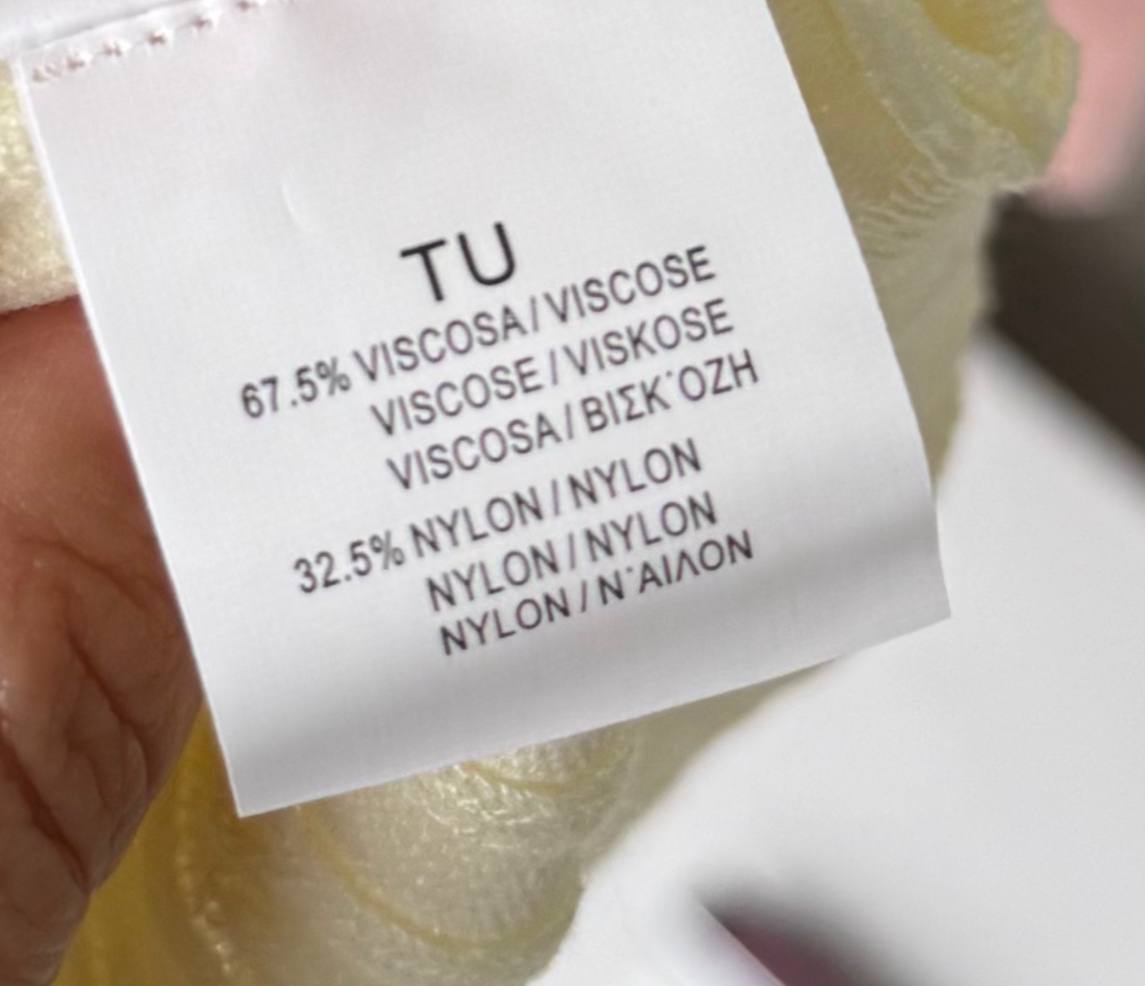 TU
67.5% VISCOSA / VISCOSE
VISCOSE / VISKOSE
VISCOSA / ΒΙΣΚ΄ΟΖΗ
32.5% NYLON / NYLON
NYLON / NYLON
NYLON / Ν΄ΑΙΛΟΝ